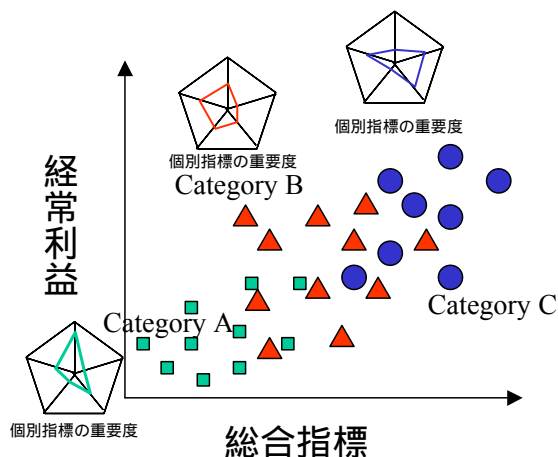 個別指標の重要度
個別指標の重要度
Category B
経常利益
Category C
Category A
個別指標の重要度
総合指標